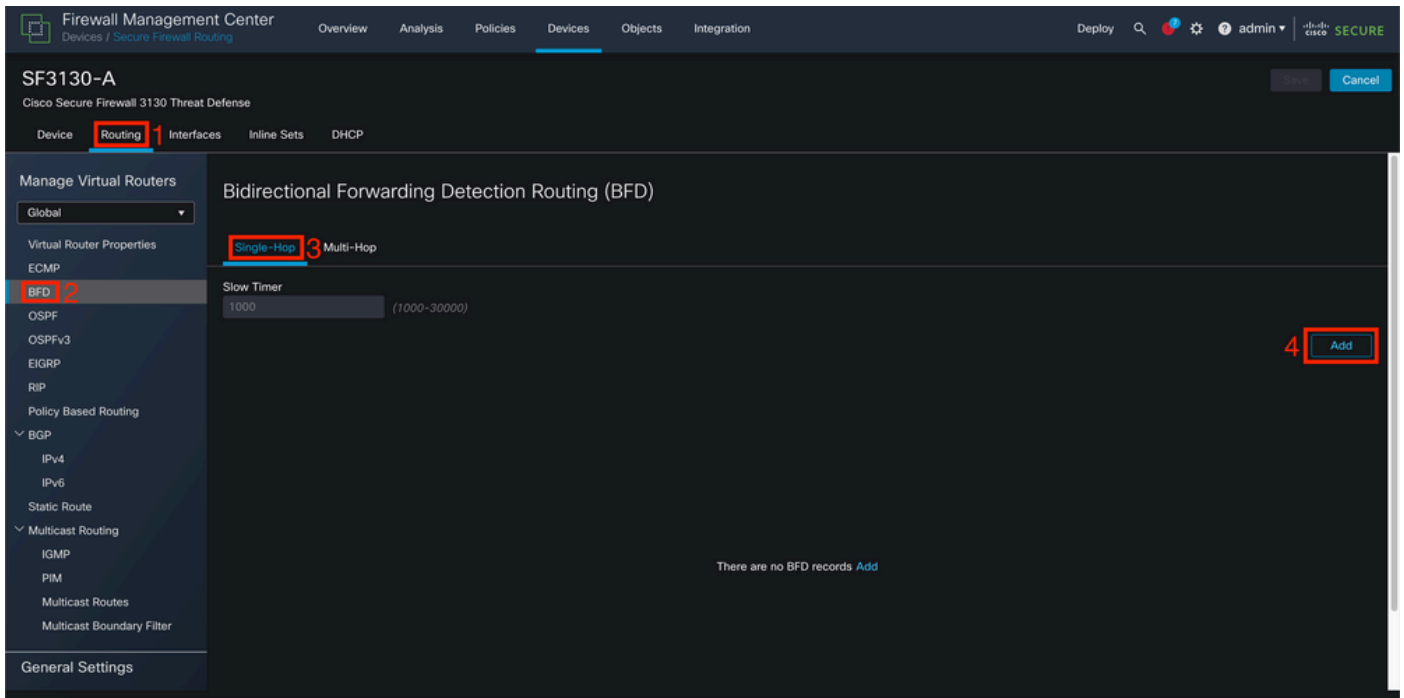 Firewall Management Center
Devices / Secure Firewall Routing
Overview Analysis Policies Devices Objects Integration
Deploy admin cisco SECURE
SF3130-A
Save Cancel
Cisco Secure Firewall 3130 Threat Defense
Device Routing 1 Interfaces Inline Sets DHCP
Manage Virtual Routers
Global
Virtual Router Properties
ECMP
BFD 2
OSPF
OSPFv3
EIGRP
RIP
Policy Based Routing
BGP
IPv4
IPv6
Static Route
Multicast Routing
IGMP
PIM
Multicast Routes
Multicast Boundary Filter
General Settings
Bidirectional Forwarding Detection Routing (BFD)
Single-Hop 3 Multi-Hop
Slow Timer
1000 (1000-30000)
4 Add
There are no BFD records Add